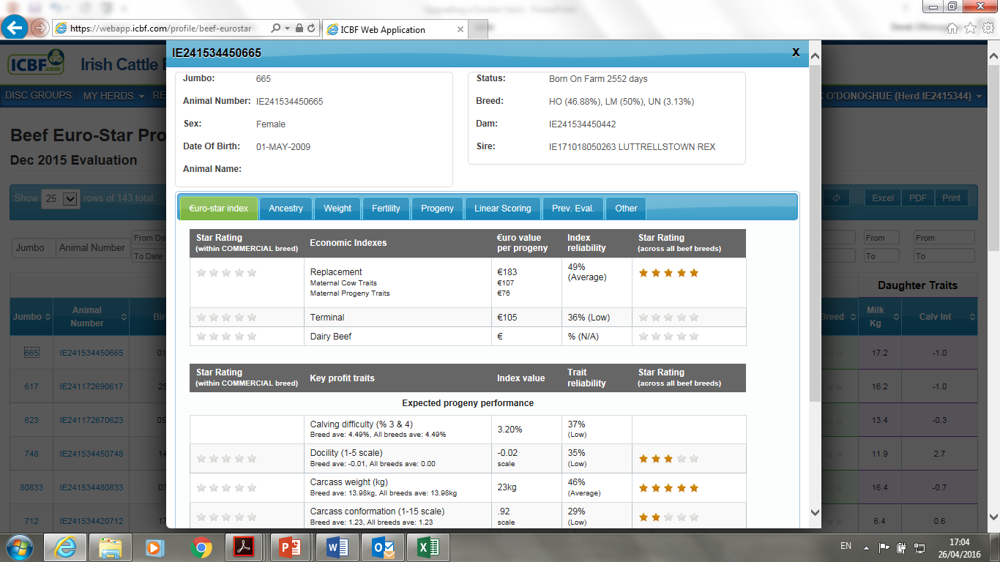 https://webapp.icbf.com/profile/beef-eurostar
ICBF Web Application
ICBF.com
Irish Cattle
DISC GROUPS MY HERDS RE
O'DONOGHUE (Herd IE2415344)
Beef Euro-Star Pro
Dec 2015 Evaluation
Show 25 rows of 143 total.
Excel PDF Print
Jumbo Animal Number From Da
To Date
From From
To To
Daughter Traits
Jumbo Animal Number Bir
Breed Milk Kg Calv Int
665 IE241534450665 01 17.2 -1.0
617 IE241172690617 25 16.2 -1.0
623 IE241172670623 05 13.4 -0.3
748 IE241534450748 14 11.9 2.7
80833 IE241534480833 07 16.4 -0.7
712 IE241534420712 17 6.4 0.6
IE241534450665 X
Jumbo: 665
Animal Number: IE241534450665
Sex: Female
Date Of Birth: 01-MAY-2009
Animal Name:
Status: Born On Farm 2552 days
Breed: HO (46.88%), LM (50%), UN (3.13%)
Dam: IE241534450442
Sire: IE171018050263 LUTTRELLSTOWN REX
€uro-star index Ancestry Weight Fertility Progeny Linear Scoring Prev. Eval. Other
Star Rating (within COMMERCIAL breed) Economic Indexes €uro value per progeny Index reliability Star Rating (across all beef breeds)
Replacement €183 49% (Average)
Maternal Cow Traits €107
Maternal Progeny Traits €76
Terminal €105 36% (Low)
Dairy Beef € % (N/A)
Star Rating (within COMMERCIAL breed) Key profit traits Index value Trait reliability Star Rating (across all beef breeds)
Expected progeny performance
Calving difficulty (% 3 & 4) 3.20% 37% (Low)
Breed ave: 4.49%, All breeds ave: 4.49%
Docility (1-5 scale) -0.02 scale 35% (Low)
Breed ave: -0.01, All breeds ave: 0.00
Carcass weight (kg) 23kg 46% (Average)
Breed ave: 13.98kg, All breeds ave: 13.98kg
Carcass conformation (1-15 scale) .92 scale 29% (Low)
Breed ave: 1.23, All breeds ave: 1.23
EN
17:04
26/04/2016